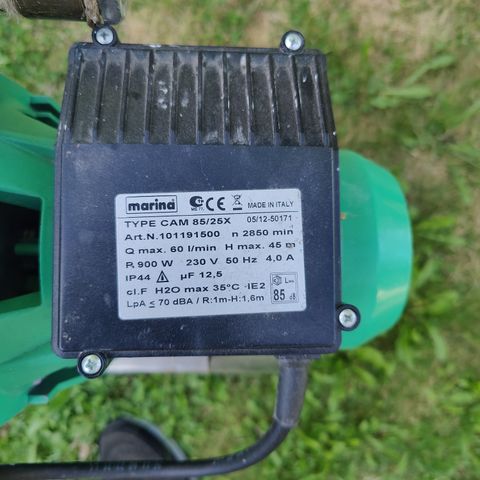 marina CE MADE IN ITALY
TYPE CAM 85/25X 05/12-50171
Art.N.101191500 n 2850 min
Q max. 60 l/min H max. 45 m
P, 900 W 230 V 50 Hz 4,0 A
IP44 µF 12,5
cl.F H2O max 35°C -IE2
LpA ≤ 70 dBA / R:1m-H:1,6m
85 dB